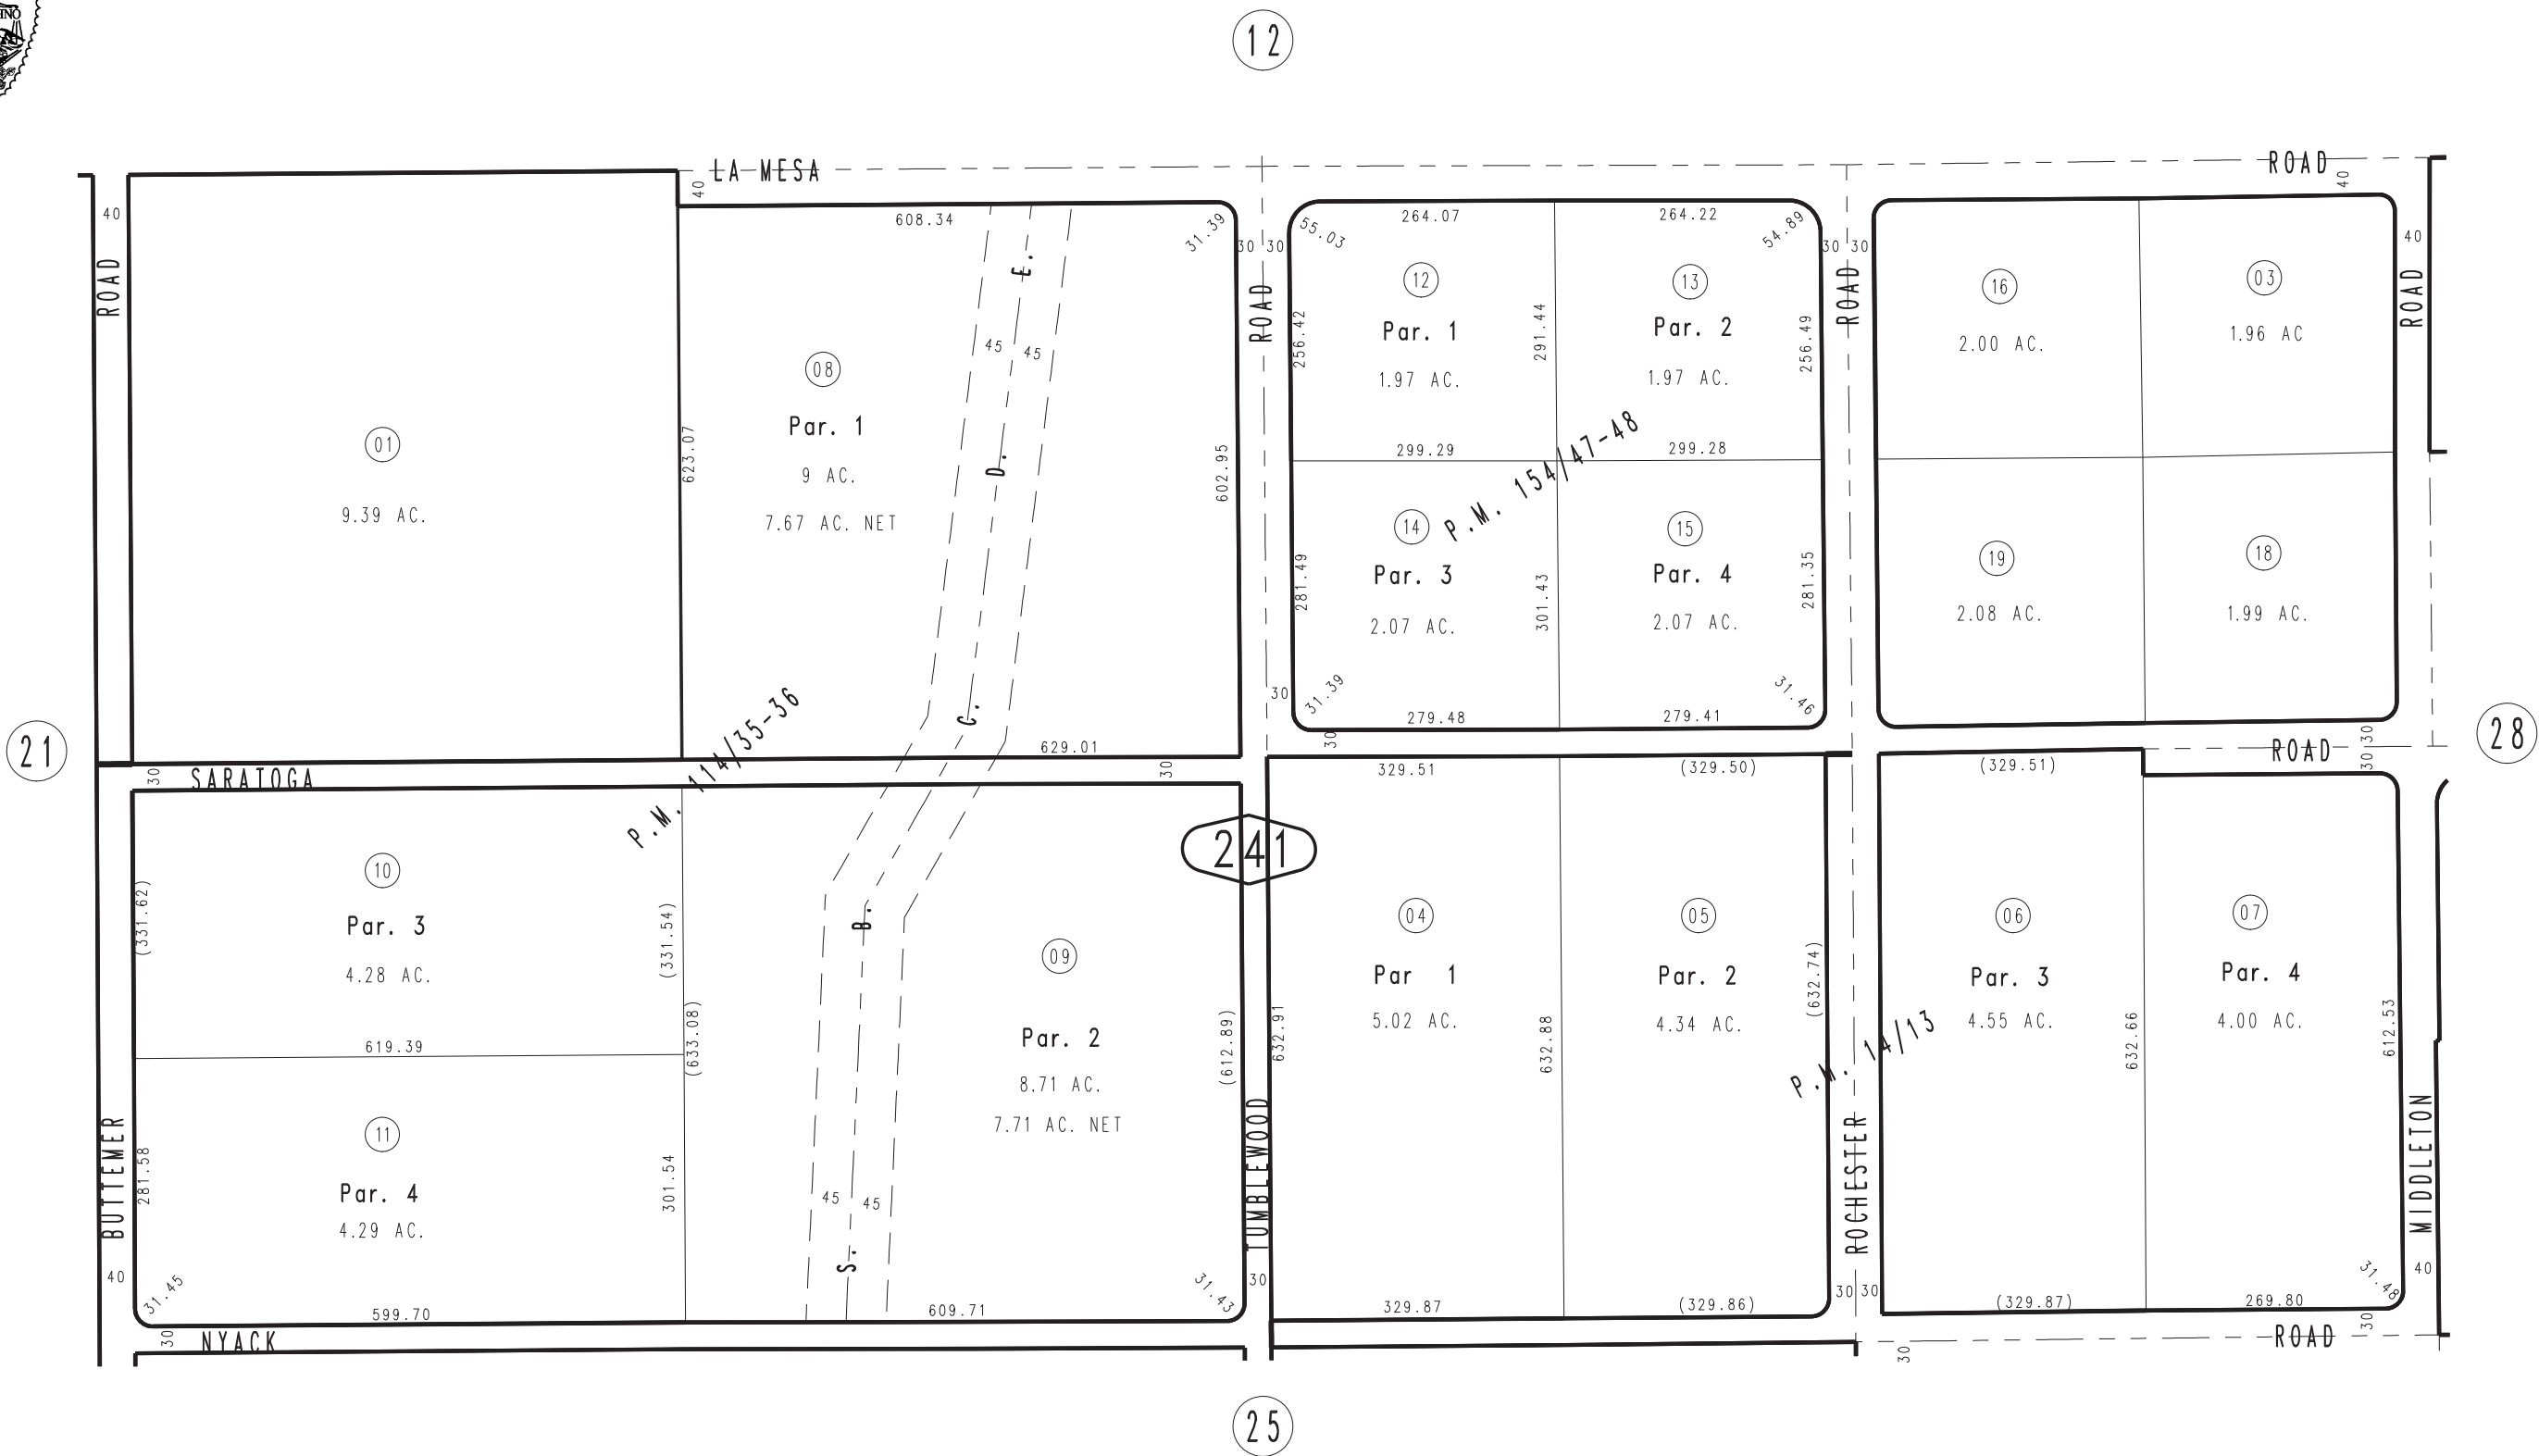 12
LA MESA
ROAD
40
40
40
40
608.34
31.39
30
30
55.03
264.07
264.22
54.89
30
30
ROAD
ROAD
ROAD
ROAD
01
9.39 AC.
623.07
08
Par. 1
9 AC.
7.67 AC. NET
45
45
602.95
629.01
256.42
12
Par. 1
1.97 AC.
291.44
13
Par. 2
1.97 AC.
256.49
299.29
299.28
P.M. 154/47-48
14
Par. 3
2.07 AC.
281.49
301.43
15
Par. 4
2.07 AC.
281.35
30
31.39
279.48
279.41
31.46
30
16
2.00 AC.
03
1.96 AC
19
2.08 AC.
18
1.99 AC.
21
28
30
SARATOGA
30
ROAD
30
30
P.M. 114/35-36
S. B. C. D. E.
241
10
Par. 3
4.28 AC.
(331.62)
(331.54)
(633.08)
619.39
11
Par. 4
4.29 AC.
281.58
301.54
31.45
599.70
09
Par. 2
8.71 AC.
7.71 AC. NET
45
45
(612.89)
31.43
609.71
329.51
(329.50)
(329.51)
04
Par 1
5.02 AC.
632.91
632.88
05
Par. 2
4.34 AC.
(632.74)
06
Par. 3
4.55 AC.
632.66
07
Par. 4
4.00 AC.
612.53
P.M. 14/13
329.87
(329.86)
(329.87)
269.80
31.48
BUTTEMER
TUMBLEWOOD
ROCHESTER
MIDDLETON
40
30
30
30
40
30
NYACK
ROAD
30
30
25